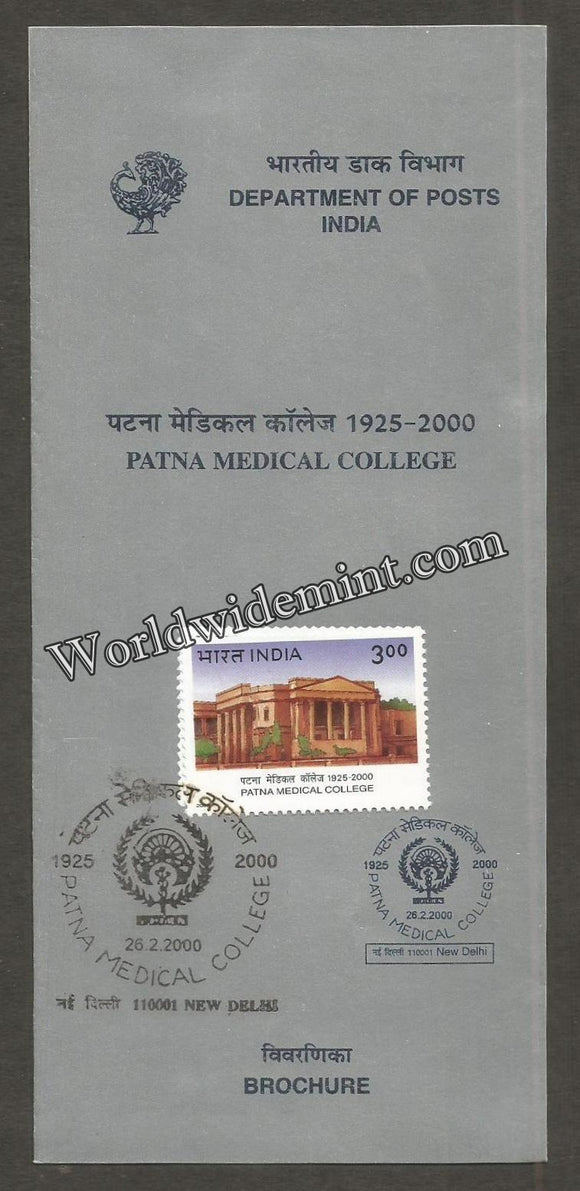 भारतीय डाक विभाग
DEPARTMENT OF POSTS
INDIA
पटना मेडिकल कॉलेज 1925-2000
PATNA MEDICAL COLLEGE
Worldwidemint.com
भारत INDIA 3.00
पटना मेडिकल कॉलेज 1925-2000
PATNA MEDICAL COLLEGE
पटना मेडिकल कॉलेज
1925 2000
26.2.2000
PATNA MEDICAL COLLEGE
नई दिल्ली 110001 NEW DELHI
पटना मेडिकल कॉलेज
1925 2000
26.2.2000
PATNA MEDICAL COLLEGE
नई दिल्ली 110001 New Delhi
विवरणिका
BROCHURE